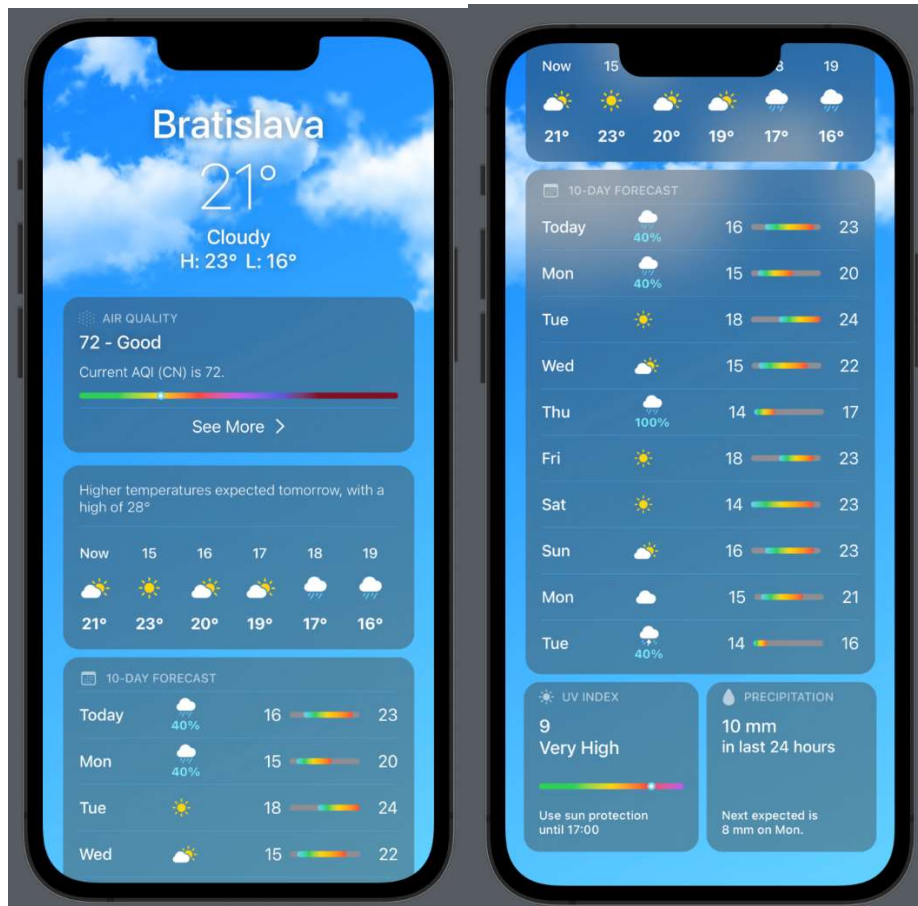 Bratislava
21°
Cloudy
H: 23° L: 16°
AIR QUALITY
72 - Good
Current AQI (CN) is 72.
See More >
Higher temperatures expected tomorrow, with a
high of 28°
Now 15 16 17 18 19
21° 23° 20° 19° 17° 16°
10-DAY FORECAST
Today 40% 16 23
Mon 40% 15 20
Tue 18 24
Wed 15 22
Now 15 19
21° 23° 20° 19° 17° 16°
10-DAY FORECAST
Today 40% 16 23
Mon 40% 15 20
Tue 18 24
Wed 15 22
Thu 100% 14 17
Fri 18 23
Sat 14 23
Sun 16 23
Mon 15 21
Tue 40% 14 16
UV INDEX
9
Very High
Use sun protection
until 17:00
PRECIPITATION
10 mm
in last 24 hours
Next expected is
8 mm on Mon.